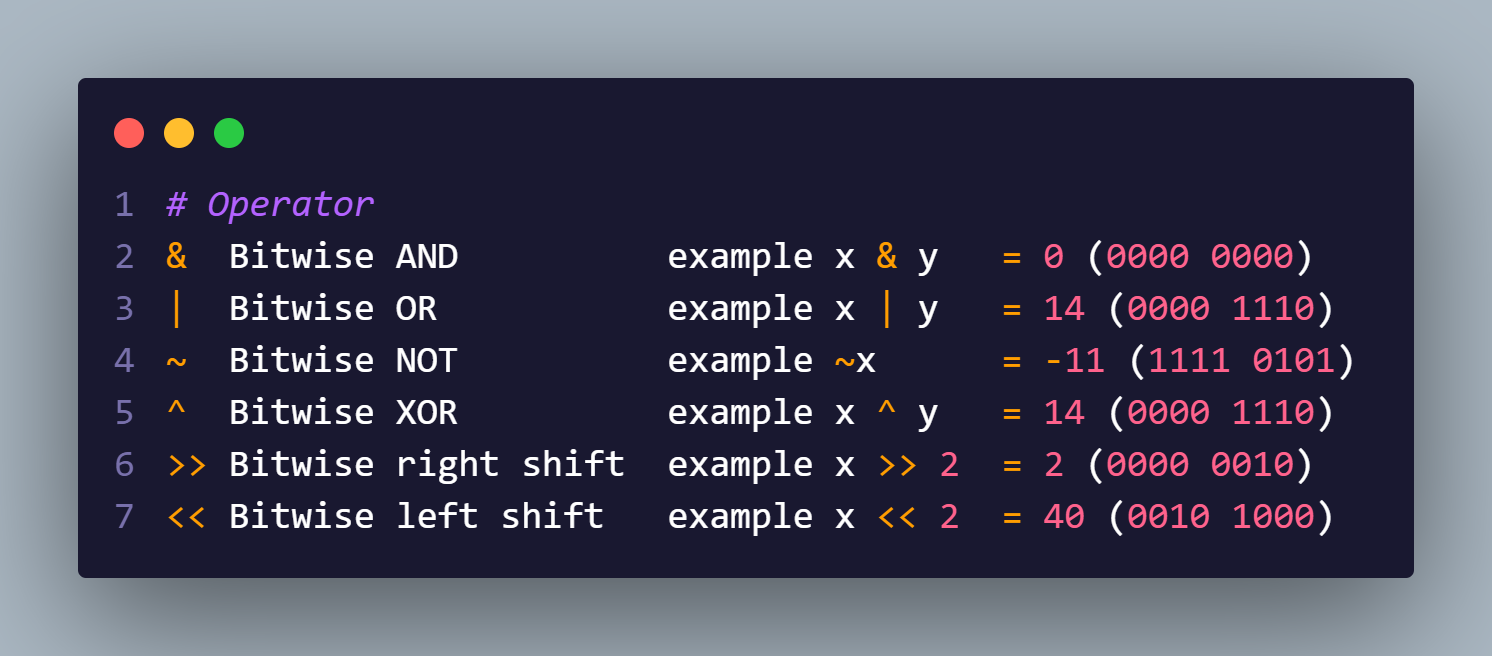 1 # Operator
2 &  Bitwise AND          example x & y   = 0 (0000 0000)
3 |  Bitwise OR           example x | y   = 14 (0000 1110)
4 ~  Bitwise NOT          example ~x      = -11 (1111 0101)
5 ^  Bitwise XOR          example x ^ y   = 14 (0000 1110)
6 >> Bitwise right shift  example x >> 2  = 2 (0000 0010)
7 << Bitwise left shift   example x << 2  = 40 (0010 1000)